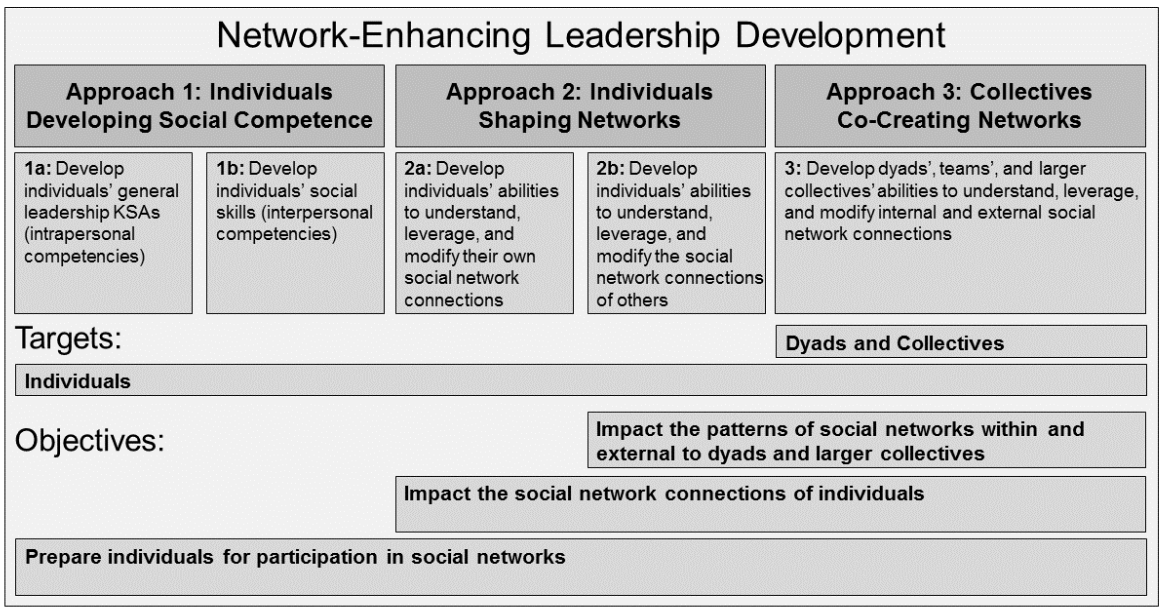 Network-Enhancing Leadership Development
Approach 1: Individuals
Developing Social Competence
Approach 2: Individuals
Shaping Networks
Approach 3: Collectives
Co-Creating Networks
1a: Develop
individuals' general
leadership KSAs
(intrapersonal
competencies)
1b: Develop
individuals' social
skills (interpersonal
competencies)
2a: Develop
individuals' abilities
to understand,
leverage, and
modify their own
social network
connections
2b: Develop
individuals' abilities
to understand,
leverage, and
modify the social
network connections
of others
3: Develop dyads', teams', and larger
collectives' abilities to understand, leverage,
and modify internal and external social
network connections
Targets:
Dyads and Collectives
Individuals
Objectives:
Impact the patterns of social networks within and
external to dyads and larger collectives
Impact the social network connections of individuals
Prepare individuals for participation in social networks